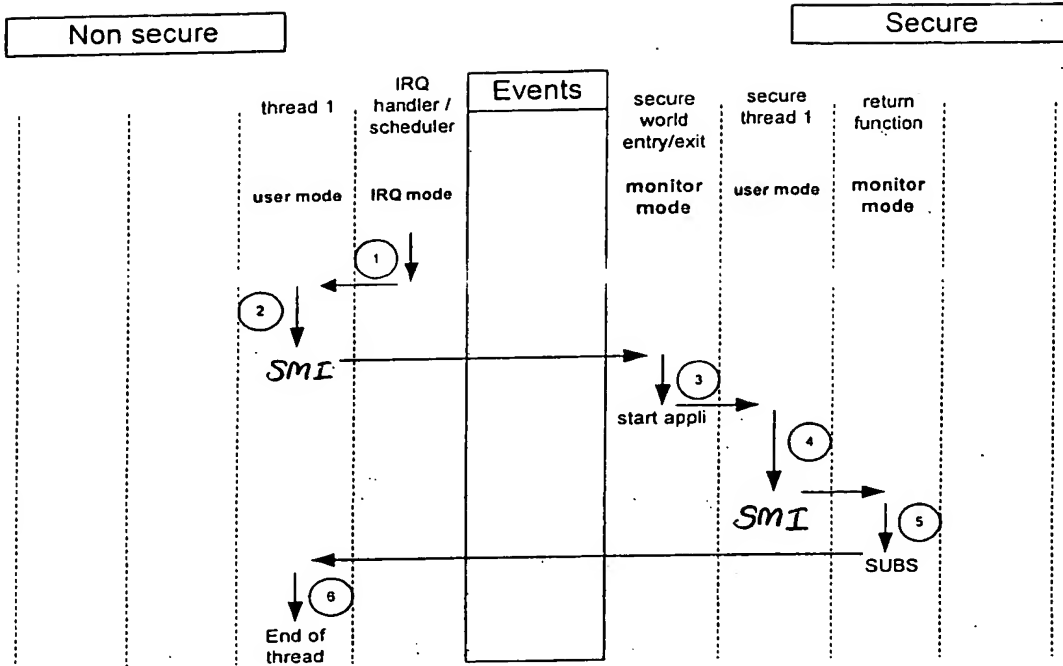 Non secure
Secure
Events
thread 1
IRQ
handler /
scheduler
secure
world
entry/exit
secure
thread 1
return
function
user mode
IRQ mode
monitor
mode
user mode
monitor
mode
1
2
SMI
3
start appli
4
SMI
5
SUBS
6
End of
thread